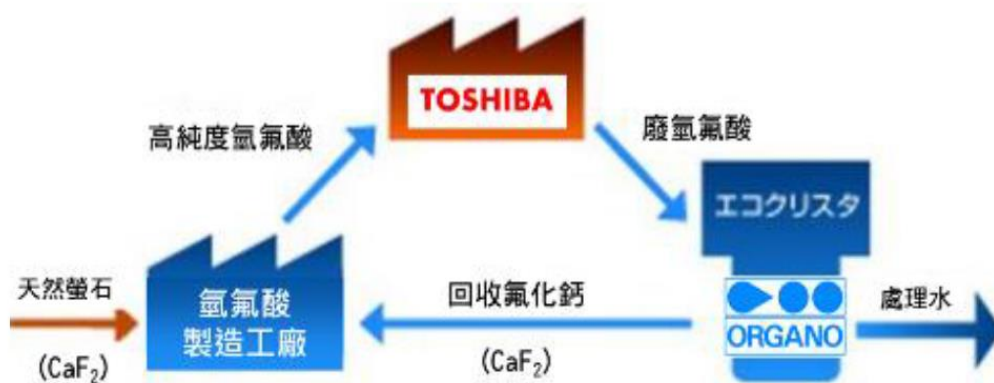 TOSHIBA
高純度氫氟酸
廢氫氟酸
エコクリスタ
天然螢石
(CaF₂)
氫氟酸
製造工廠
回收氟化鈣
(CaF₂)
ORGANO
處理水